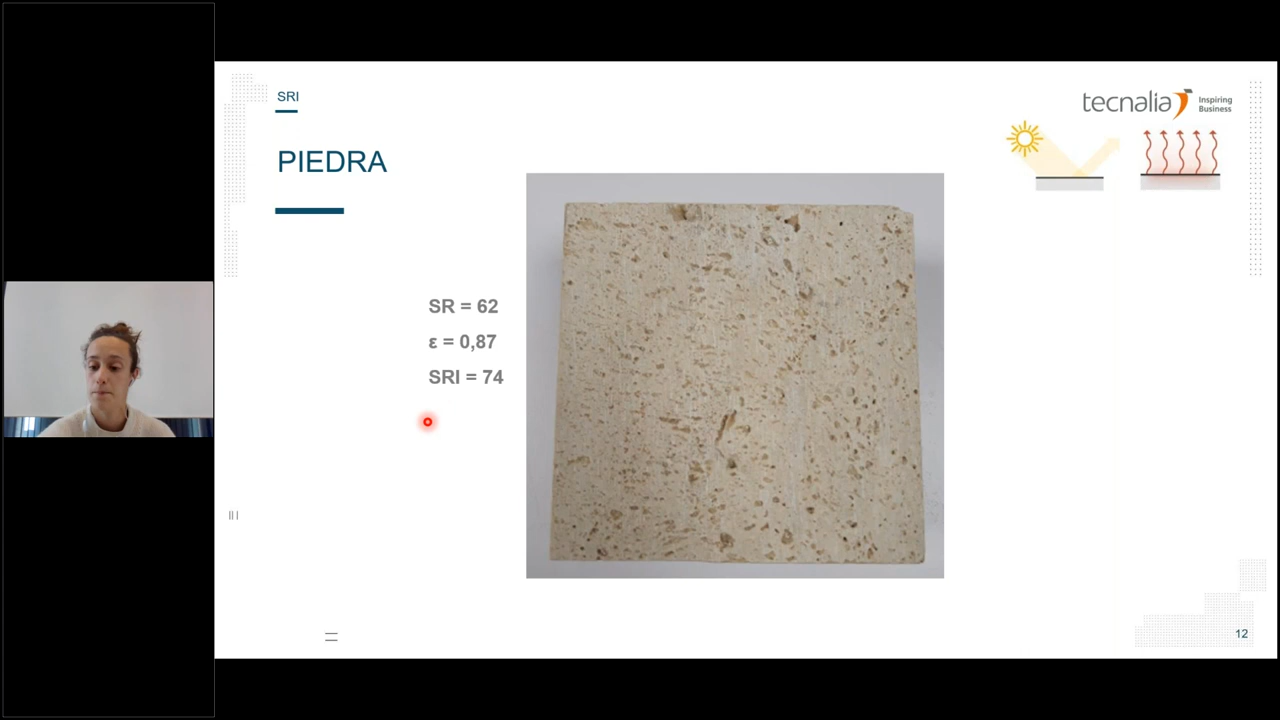 SRI
tecnalia Inspiring
Business
PIEDRA
SR = 62
ε = 0,87
SRI = 74
12